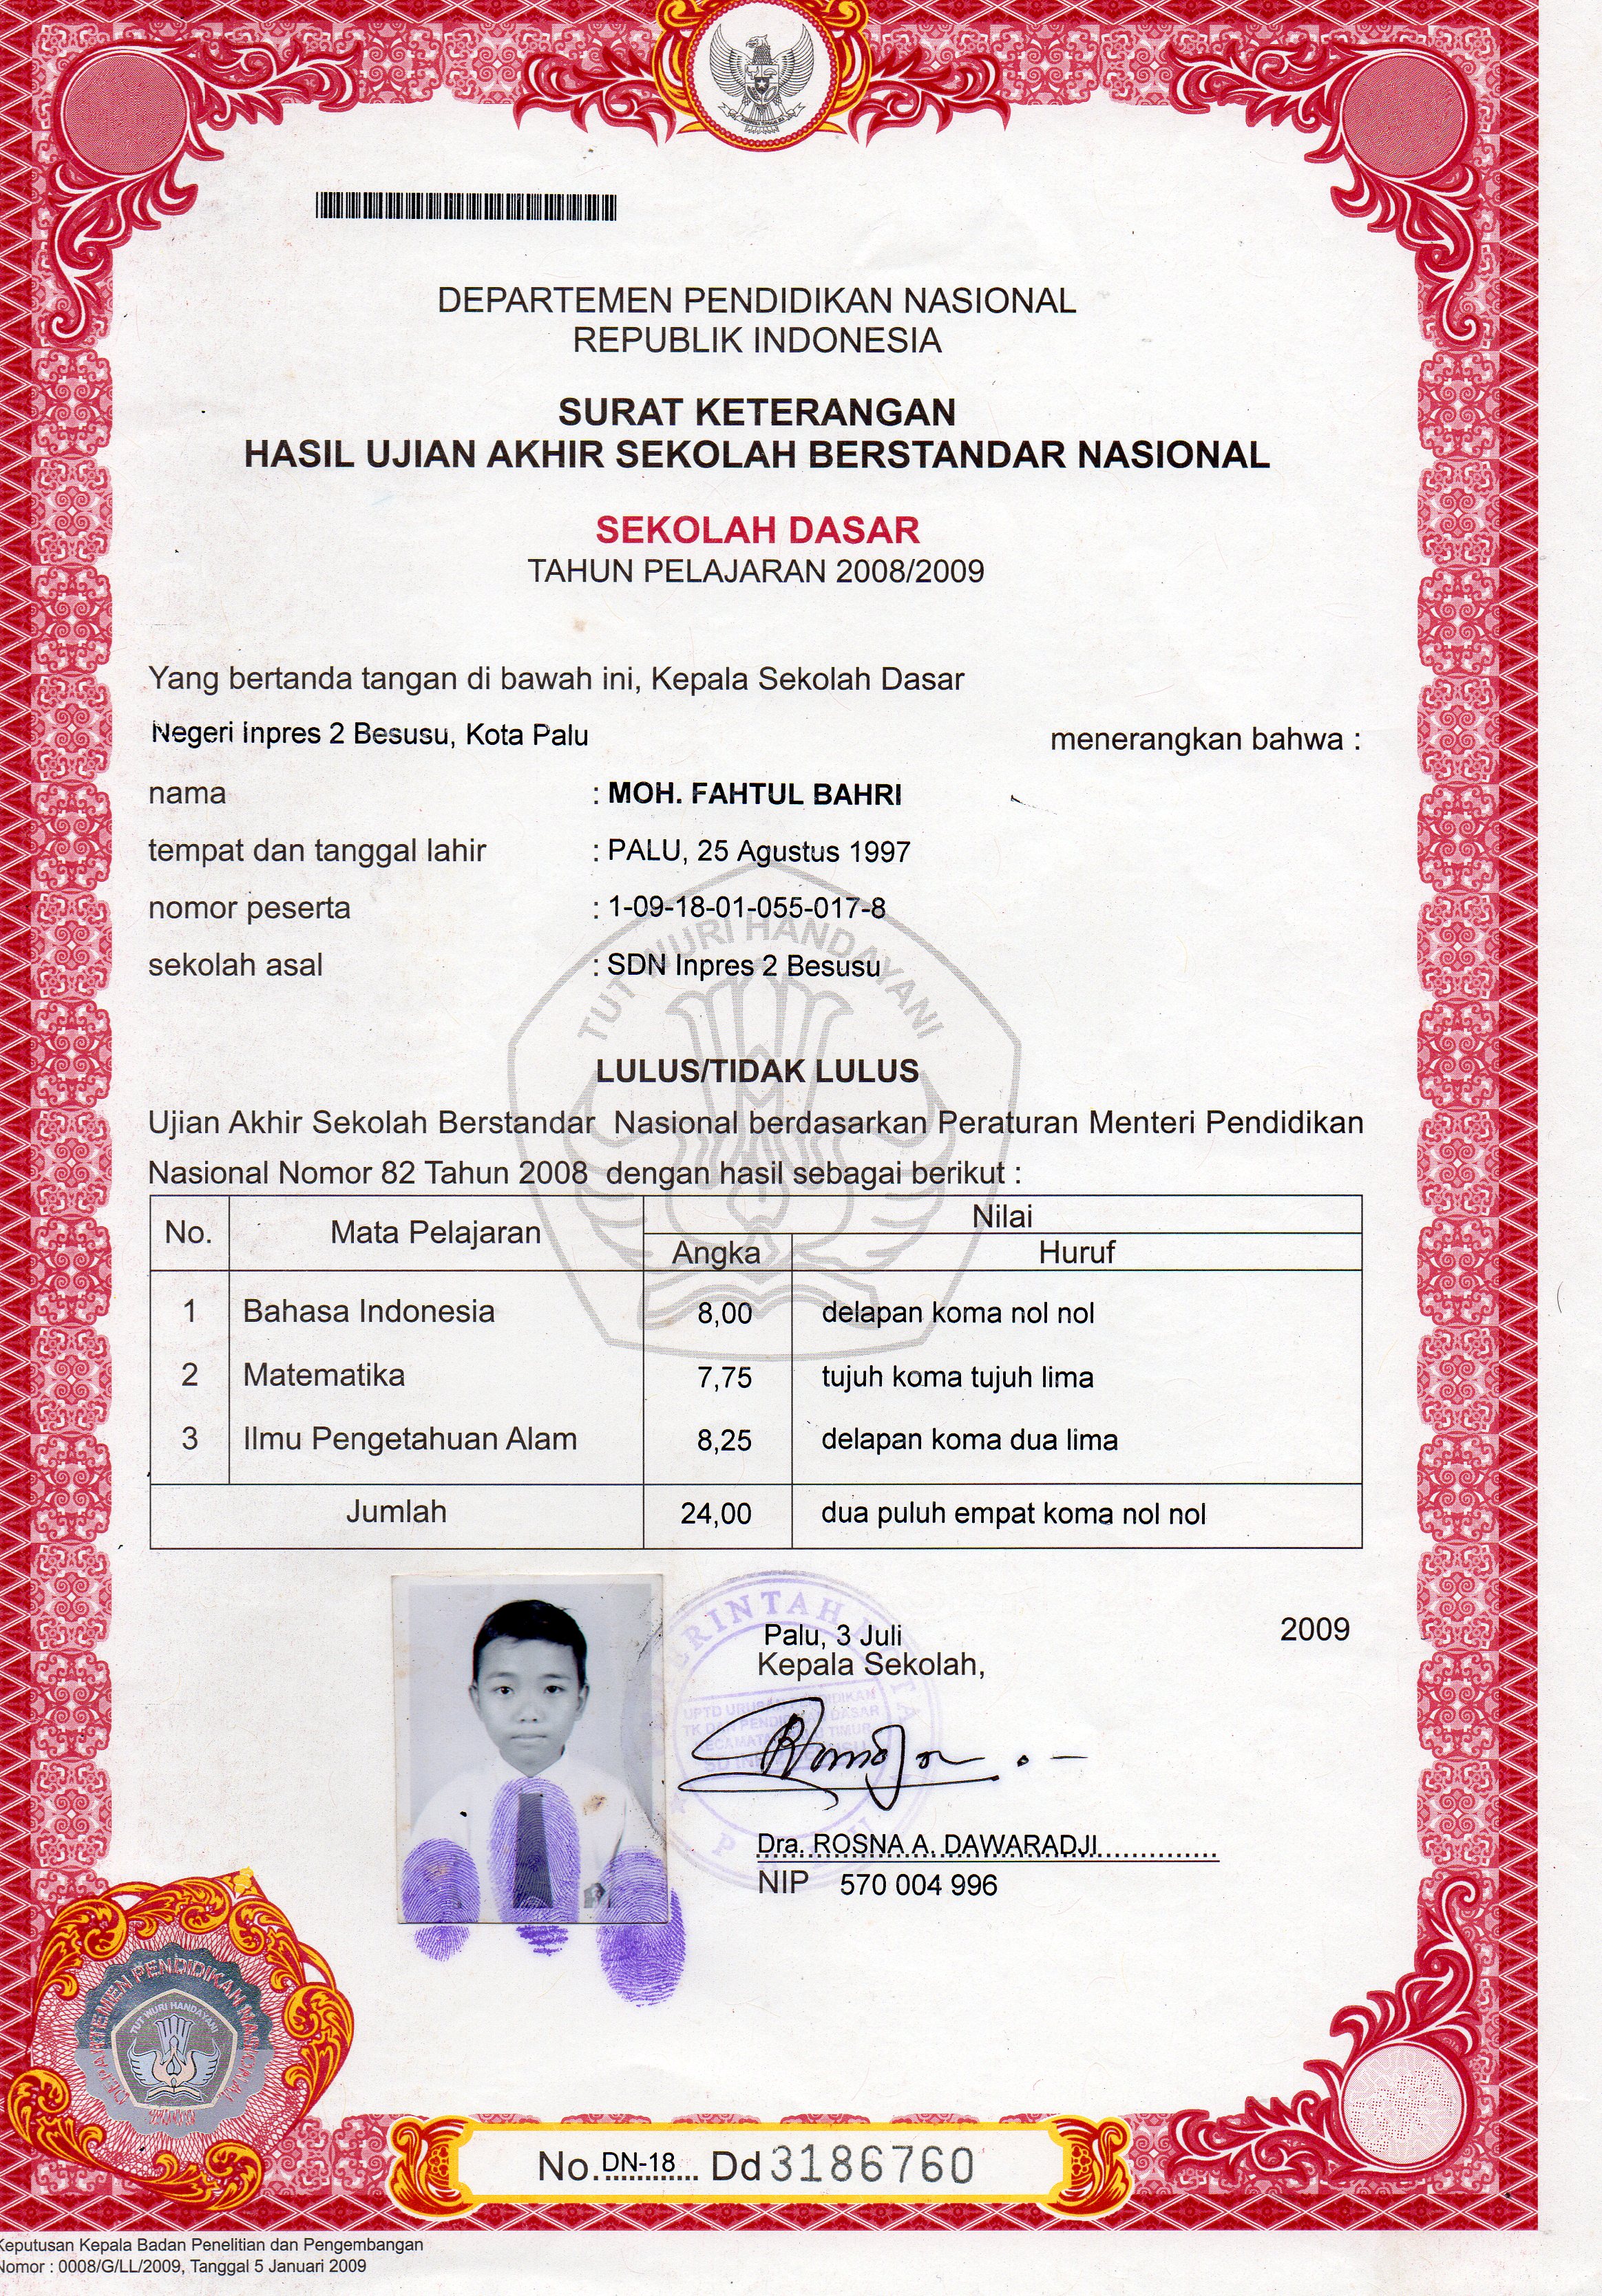 DEPARTEMEN PENDIDIKAN NASIONAL
REPUBLIK INDONESIA
SURAT KETERANGAN
HASIL UJIAN AKHIR SEKOLAH BERSTANDAR NASIONAL
SEKOLAH DASAR
TAHUN PELAJARAN 2008/2009
Yang bertanda tangan di bawah ini, Kepala Sekolah Dasar
Negeri Inpres 2 Besusu, Kota Palu menerangkan bahwa :
nama : MOH. FAHTUL BAHRI
tempat dan tanggal lahir : PALU, 25 Agustus 1997
nomor peserta : 1-09-18-01-055-017-8
sekolah asal : SDN Inpres 2 Besusu
TUT WURI HANDAYANI
LULUS/TIDAK LULUS
Ujian Akhir Sekolah Berstandar Nasional berdasarkan Peraturan Menteri Pendidikan
Nasional Nomor 82 Tahun 2008 dengan hasil sebagai berikut :
No. Mata Pelajaran Nilai
Angka Huruf
1 Bahasa Indonesia 8,00 delapan koma nol nol
2 Matematika 7,75 tujuh koma tujuh lima
3 Ilmu Pengetahuan Alam 8,25 delapan koma dua lima
Jumlah 24,00 dua puluh empat koma nol nol
Palu, 3 Juli 2009
Kepala Sekolah,
UPTD URUSAN PENDIDIKAN
Dra. ROSNA A. DAWARADJI
NIP 570 004 996
TUT WURI HANDAYANI
No. DN-18 Dd 3186760
Keputusan Kepala Badan Penelitian dan Pengembangan
Nomor : 0008/G/LL/2009, Tanggal 5 Januari 2009